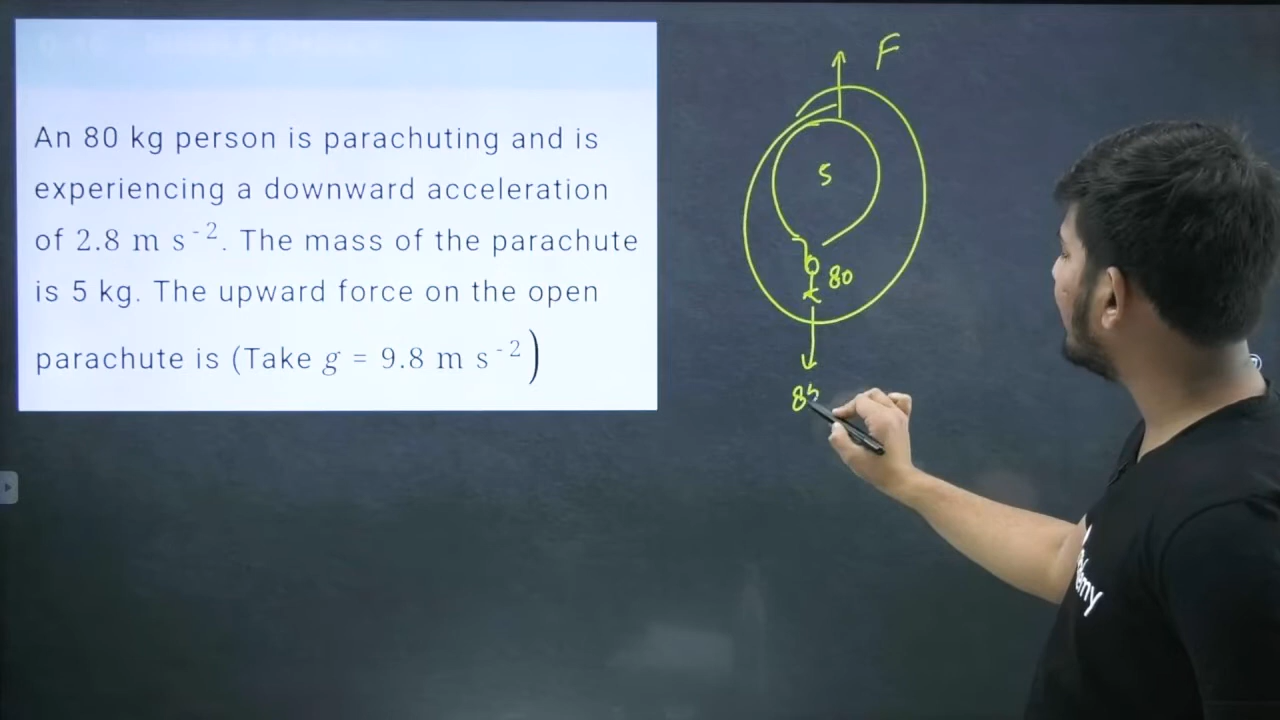 An 80 kg person is parachuting and is
experiencing a downward acceleration
of 2.8 m s⁻². The mass of the parachute
is 5 kg. The upward force on the open
parachute is (Take g = 9.8 m s⁻²)
F
5
80
85